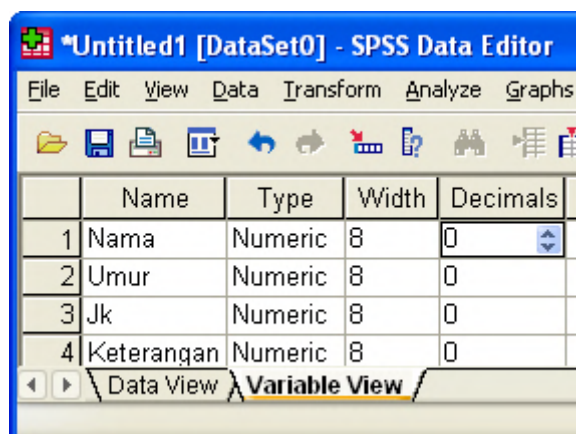 *Untitled1 [DataSet0] - SPSS Data Editor
File Edit View Data Transform Analyze Graphs
Name Type Width Decimals
1 Nama Numeric 8 0
2 Umur Numeric 8 0
3 Jk Numeric 8 0
4 Keterangan Numeric 8 0
Data View Variable View